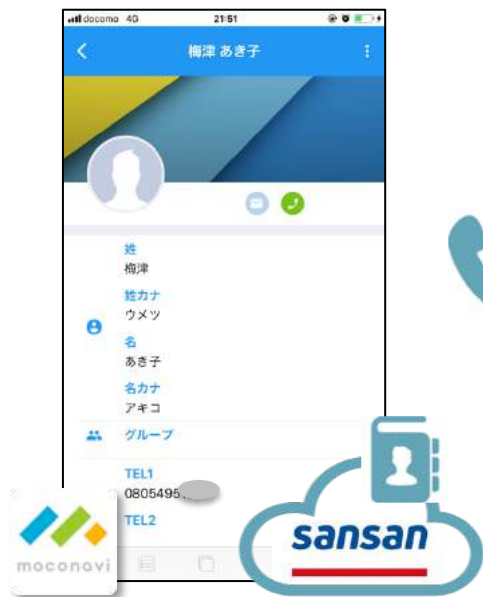 docomo 4G 21:51
梅津 あき子
姓
梅津
姓カナ
ウメツ
名
あき子
名カナ
アキコ
グループ
TEL1
0805495
TEL2
moconavi
sansan